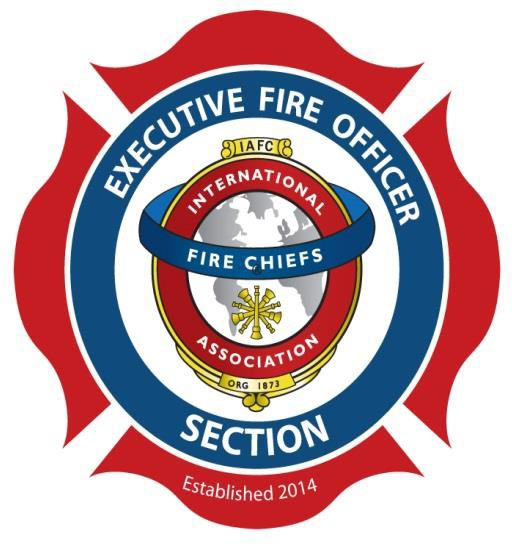 EXECUTIVE FIRE OFFICER
IAFC
INTERNATIONAL
FIRE CHIEFS
ASSOCIATION
ORG 1873
SECTION
Established 2014